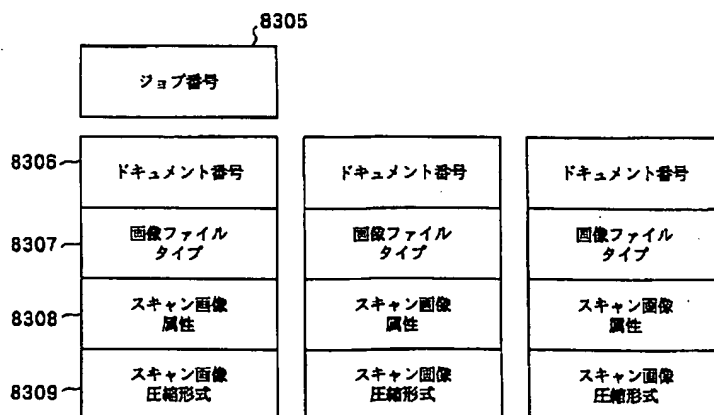 8305
ジョブ番号
8306
ドキュメント番号
ドキュメント番号
ドキュメント番号
8307
画像ファイル
タイプ
画像ファイル
タイプ
画像ファイル
タイプ
8308
スキャン画像
属性
スキャン画像
属性
スキャン画像
属性
8309
スキャン画像
圧縮形式
スキャン画像
圧縮形式
スキャン画像
圧縮形式